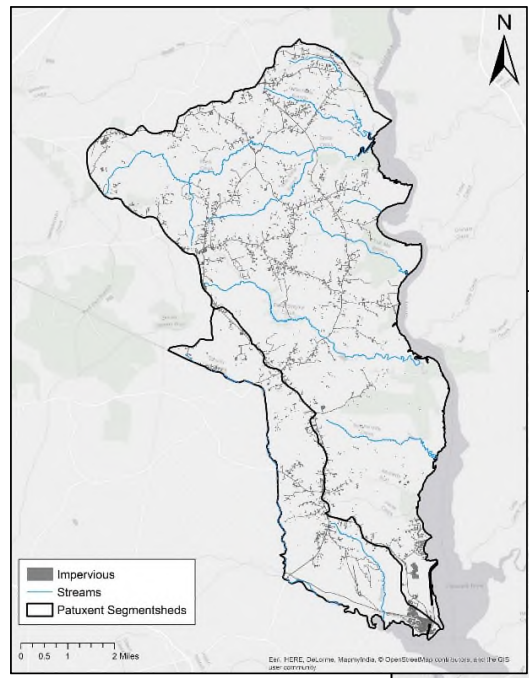 N
Impervious
Streams
Patuxent Segmentsheds
0 0.5 1 2 Miles
Esri, HERE, DeLorme, MapmyIndia, © OpenStreetMap contributors, and the GIS
user community